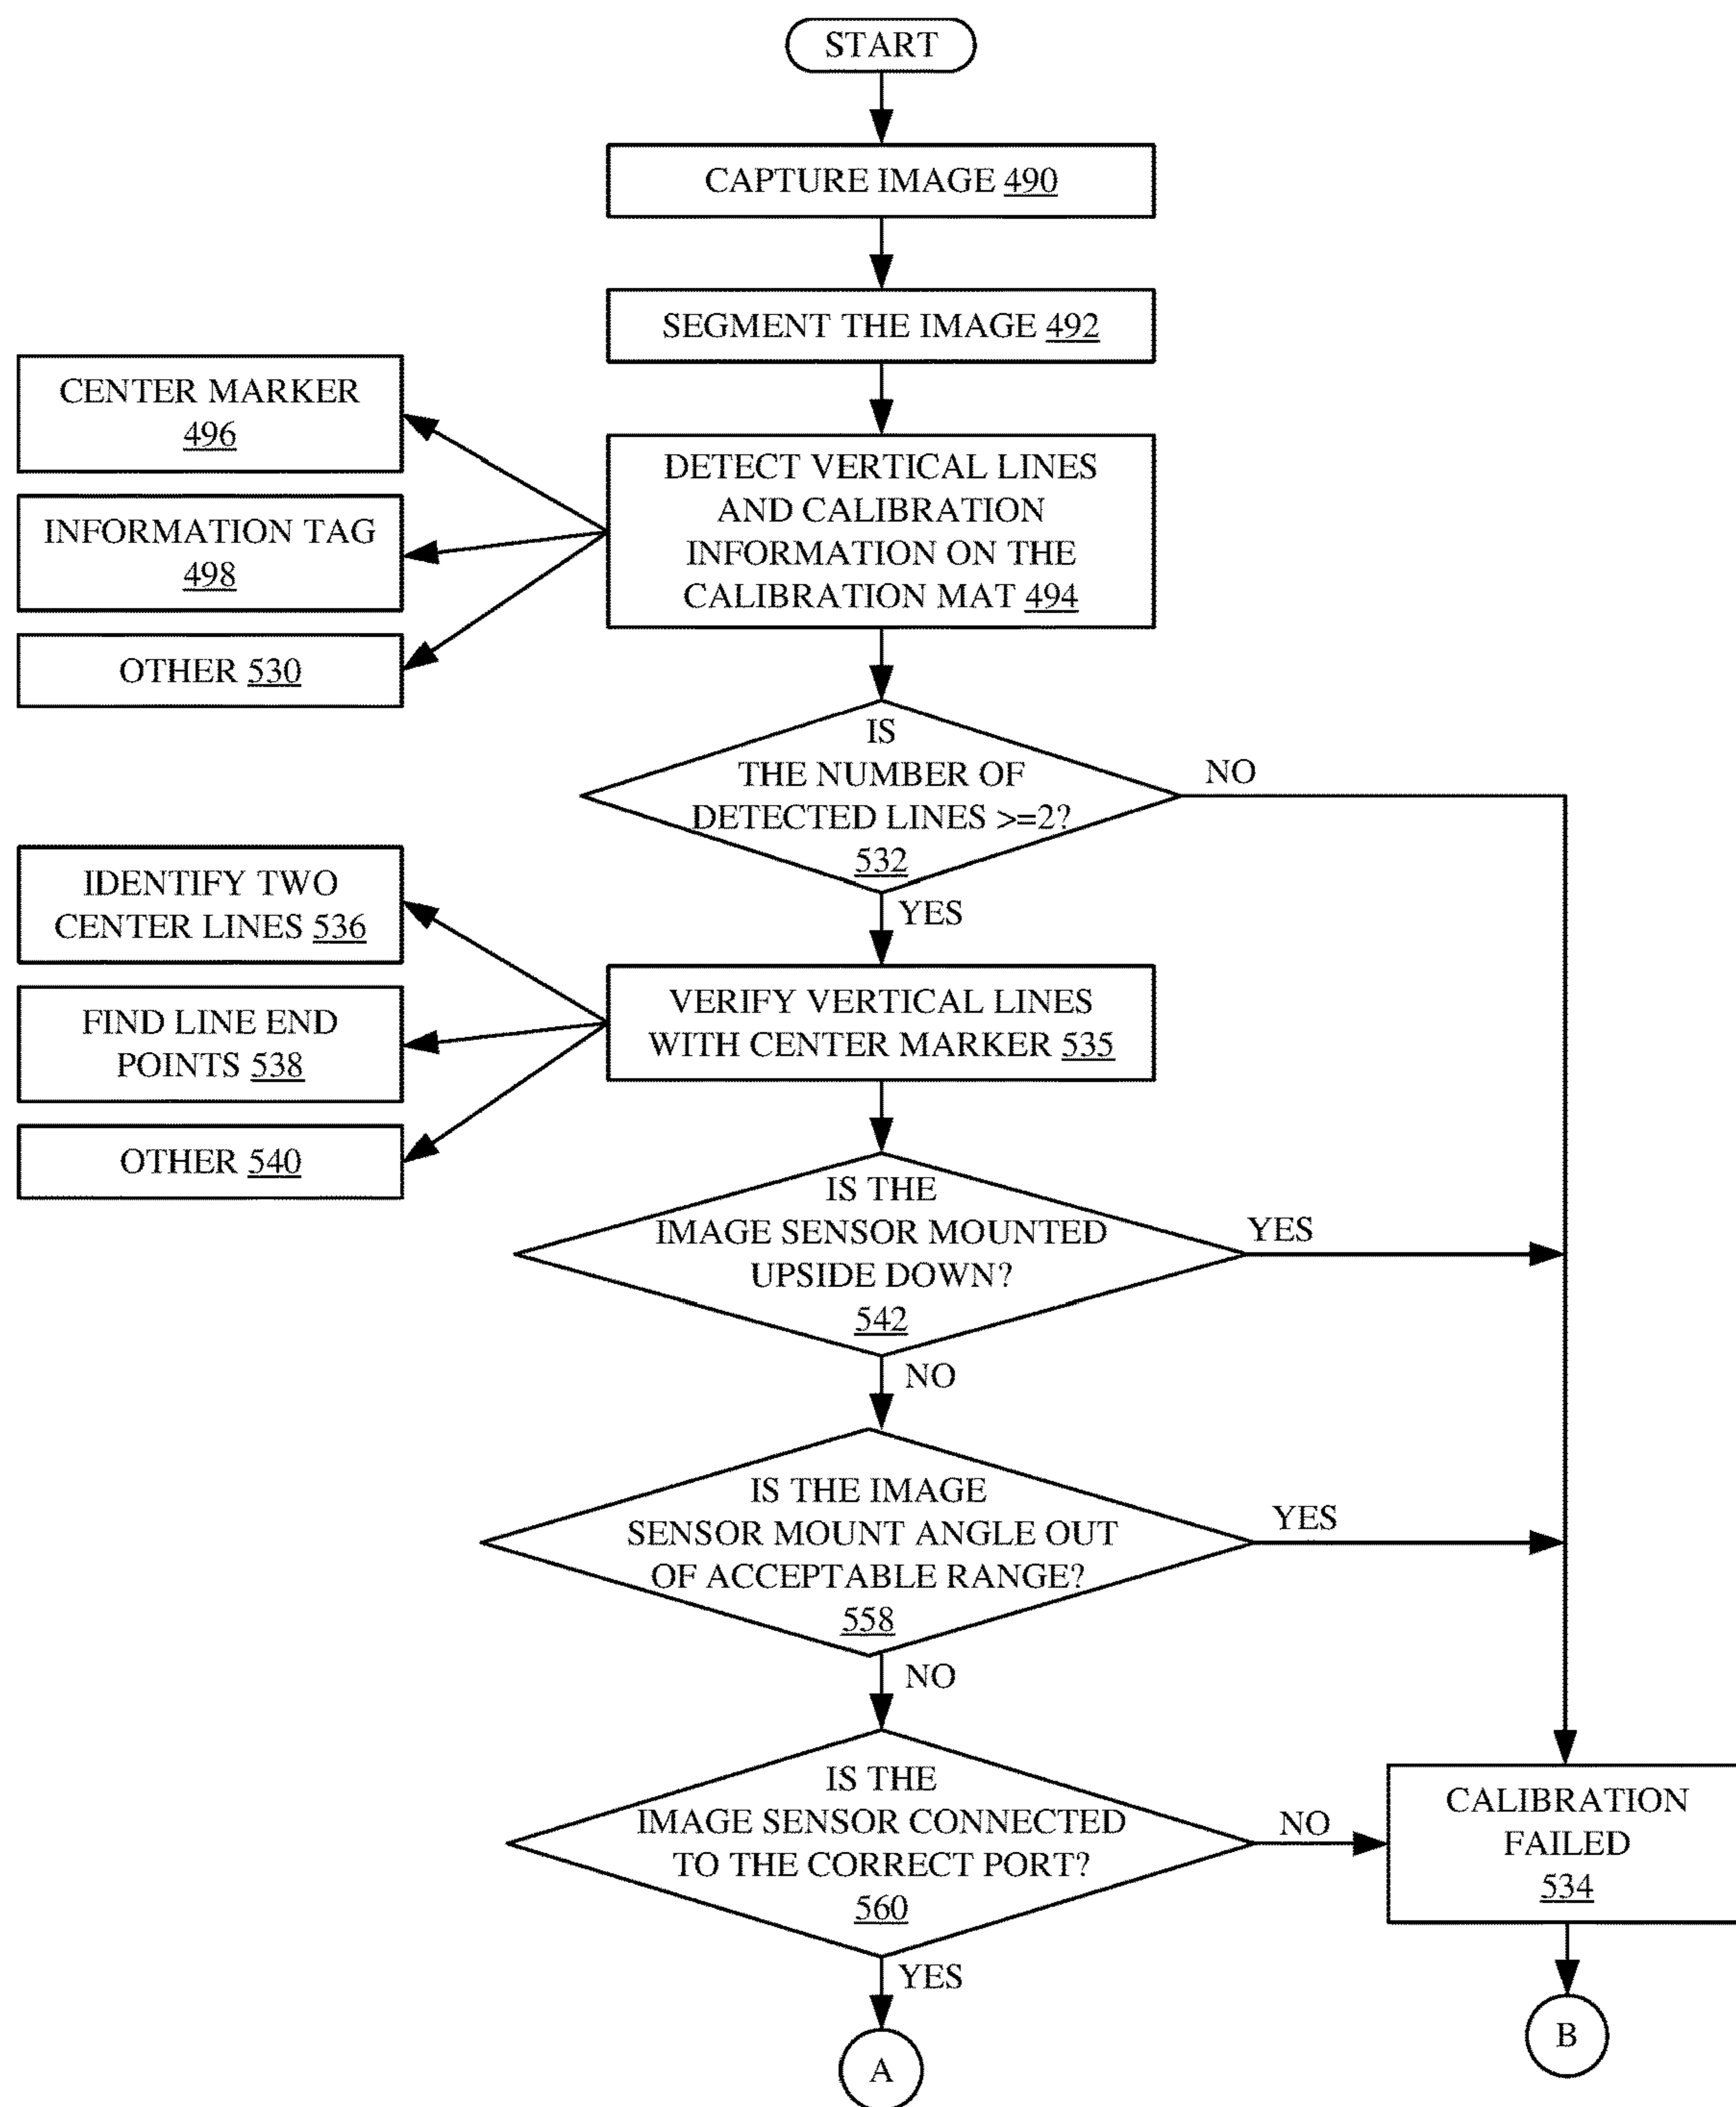 START
CAPTURE IMAGE 490
SEGMENT THE IMAGE 492
CENTER MARKER
496
INFORMATION TAG
498
OTHER 530
DETECT VERTICAL LINES
AND CALIBRATION
INFORMATION ON THE
CALIBRATION MAT 494
IS
THE NUMBER OF
DETECTED LINES >=2?
532
NO
YES
IDENTIFY TWO
CENTER LINES 536
FIND LINE END
POINTS 538
OTHER 540
VERIFY VERTICAL LINES
WITH CENTER MARKER 535
IS THE
IMAGE SENSOR MOUNTED
UPSIDE DOWN?
542
YES
NO
IS THE IMAGE
SENSOR MOUNT ANGLE OUT
OF ACCEPTABLE RANGE?
558
YES
NO
IS THE
IMAGE SENSOR CONNECTED
TO THE CORRECT PORT?
560
NO
YES
CALIBRATION
FAILED
534
A
B